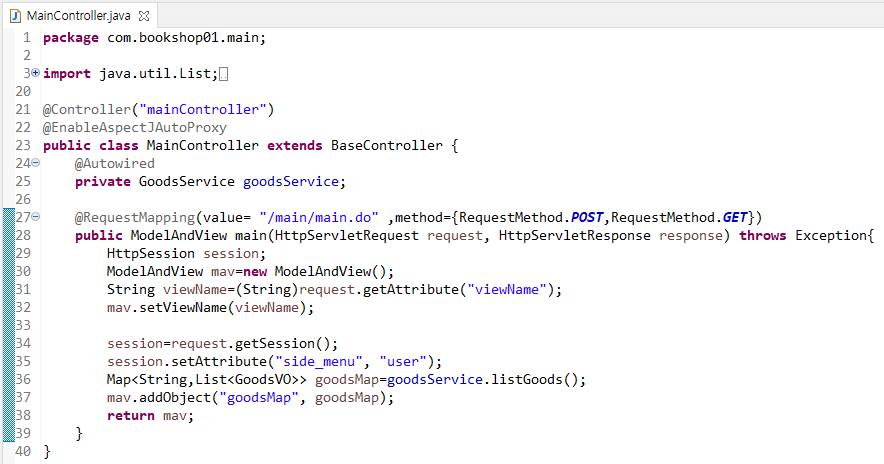 MainController.java
1 package com.bookshop01.main;
2
3 import java.util.List;
20
21 @Controller("mainController")
22 @EnableAspectJAutoProxy
23 public class MainController extends BaseController {
24     @Autowired
25     private GoodsService goodsService;
26
27     @RequestMapping(value= "/main/main.do" ,method={RequestMethod.POST,RequestMethod.GET})
28     public ModelAndView main(HttpServletRequest request, HttpServletResponse response) throws Exception{
29         HttpSession session;
30         ModelAndView mav=new ModelAndView();
31         String viewName=(String)request.getAttribute("viewName");
32         mav.setViewName(viewName);
33
34         session=request.getSession();
35         session.setAttribute("side_menu", "user");
36         Map<String,List<GoodsVO>> goodsMap=goodsService.listGoods();
37         mav.addObject("goodsMap", goodsMap);
38         return mav;
39     }
40 }